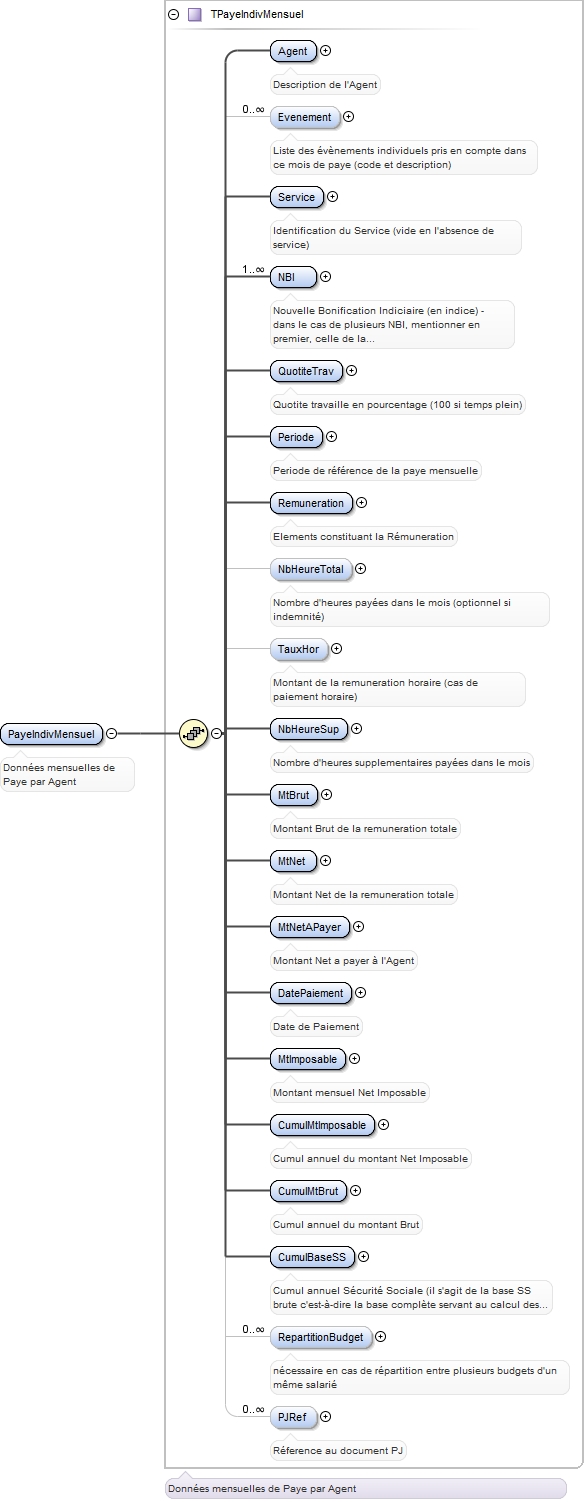 TPayeIndivMensuel
Agent
Description de l'Agent
0..∞
Evenement
Liste des évènements individuels pris en compte dans
ce mois de paye (code et description)
Service
Identification du Service (vide en l'absence de
service)
1..∞
NBI
Nouvelle Bonification Indiciaire (en indice) -
dans le cas de plusieurs NBI, mentionner en
premier, celle de la...
QuotiteTrav
Quotite travaille en pourcentage (100 si temps plein)
Periode
Periode de référence de la paye mensuelle
Remuneration
Elements constituant la Rémuneration
NbHeureTotal
Nombre d'heures payées dans le mois (optionnel si
indemnité)
TauxHor
Montant de la remuneration horaire (cas de
paiement horaire)
PayeIndivMensuel
Données mensuelles de
Paye par Agent
NbHeureSup
Nombre d'heures supplementaires payées dans le mois
MtBrut
Montant Brut de la remuneration totale
MtNet
Montant Net de la remuneration totale
MtNetAPayer
Montant Net a payer à l'Agent
DatePaiement
Date de Paiement
MtImposable
Montant mensuel Net Imposable
CumulMtImposable
Cumul annuel du montant Net Imposable
CumulMtBrut
Cumul annuel du montant Brut
CumulBaseSS
Cumul annuel Sécurité Sociale (il s'agit de la base SS
brute c'est-à-dire la base complète servant au calcul des...
0..∞
RepartitionBudget
nécessaire en cas de répartition entre plusieurs budgets d'un
même salarié
0..∞
PJRef
Réference au document PJ
Données mensuelles de Paye par Agent